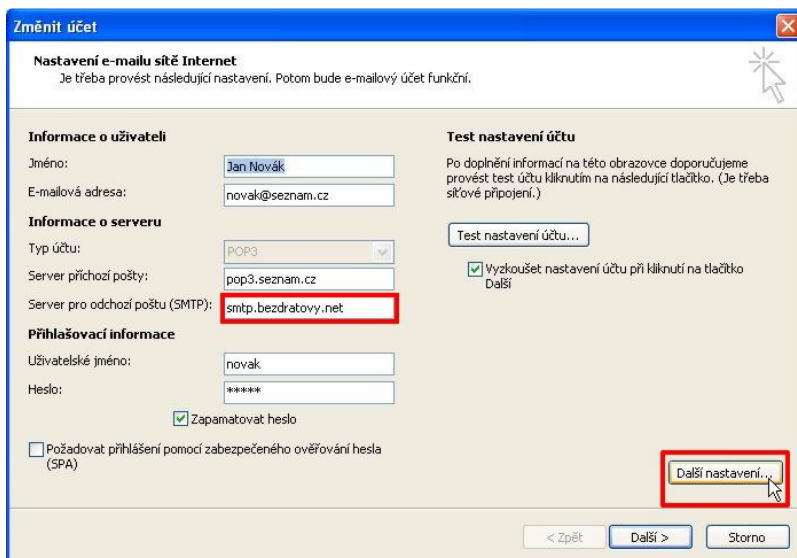 Změnit účet
Nastavení e-mailu sítě Internet
Je třeba provést následující nastavení. Potom bude e-mailový účet funkční.
Informace o uživateli
Jméno:
Jan Novák
E-mailová adresa:
novak@seznam.cz
Informace o serveru
Typ účtu:
POP3
Server příchozí pošty:
pop3.seznam.cz
Server pro odchozí poštu (SMTP):
smtp.bezdratovy.net
Přihlašovací informace
Uživatelské jméno:
novak
Heslo:
*****
Zapamatovat heslo
Požadovat přihlášení pomocí zabezpečeného ověřování hesla
(SPA)
Test nastavení účtu
Po doplnění informací na této obrazovce doporučujeme
provést test účtu kliknutím na následující tlačítko. (Je třeba
síťové připojení.)
Test nastavení účtu...
Vyzkoušet nastavení účtu při kliknutí na tlačítko
Další
Další nastavení...
< Zpět
Další >
Storno